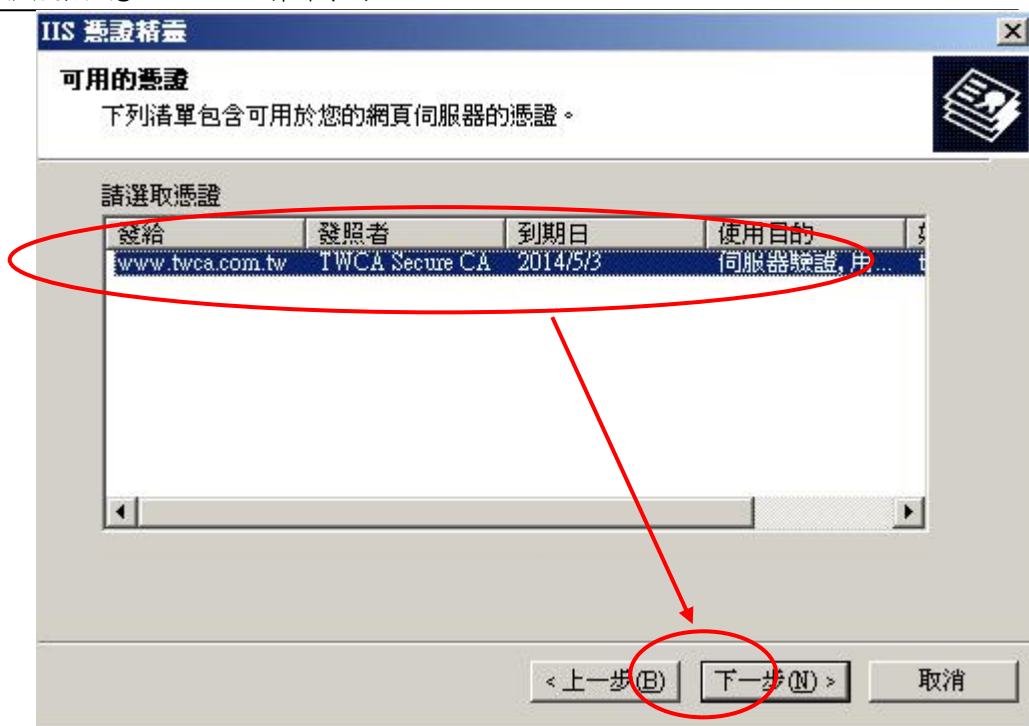 IIS 憑證精靈
可用的憑證
下列清單包含可用於您的網頁伺服器的憑證。
請選取憑證
發給 發照者 到期日 使用目的
www.twca.com.tw TWCA Secure CA 2014/5/3 伺服器驗證, 用... t
< 上一步(B) 下一步(N) > 取消